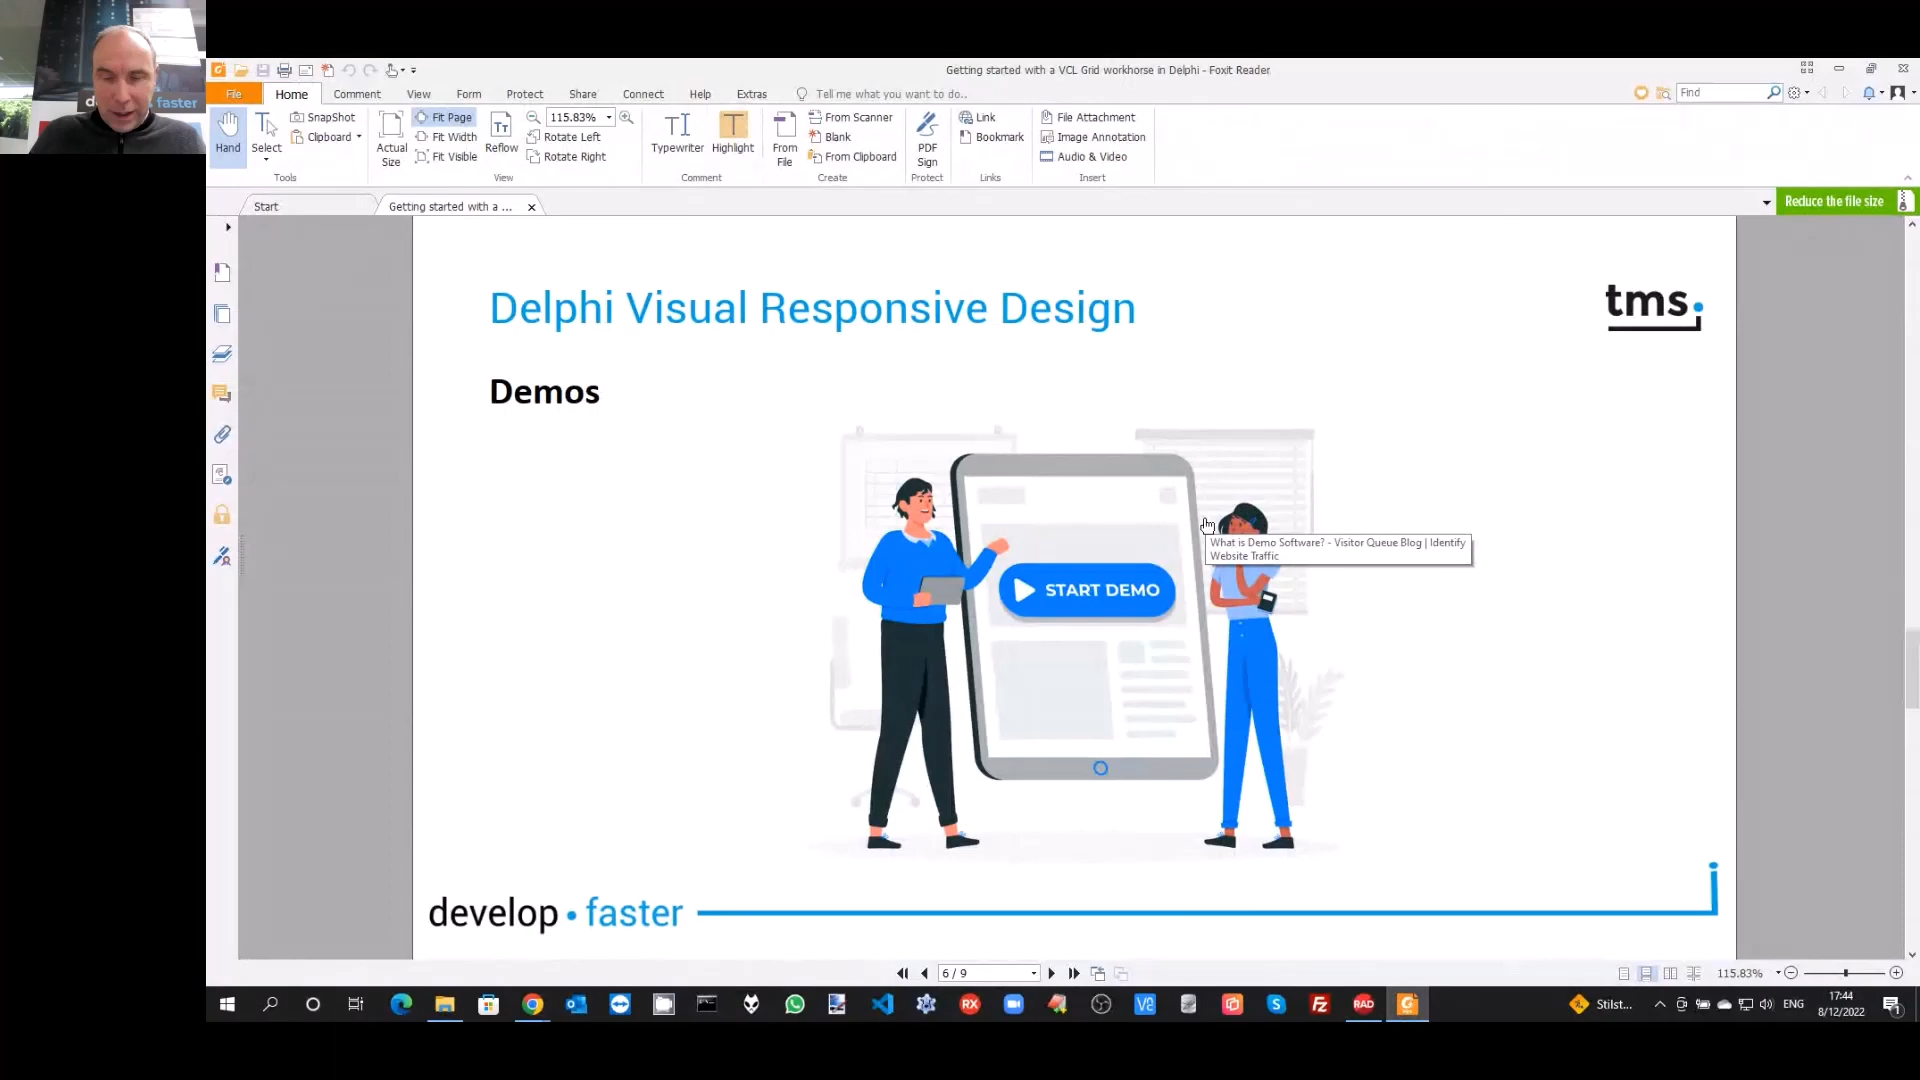 faster
Getting started with a VCL Grid workhorse in Delphi - Foxit Reader
File Home Comment View Form Protect Share Connect Help Extras Tell me what you want to do.. Find
Hand
Select
SnapShot
Clipboard
Tools
Actual Size
Fit Page
Fit Width
Fit Visible
Reflow
115.83%
Rotate Left
Rotate Right
View
Typewriter
Highlight
Comment
From File
From Scanner
Blank
From Clipboard
Create
PDF Sign
Protect
Link
Bookmark
Links
File Attachment
Image Annotation
Audio & Video
Insert
Start
Getting started with a ...
Reduce the file size
Delphi Visual Responsive Design
tms
Demos
What is Demo Software? - Visitor Queue Blog | Identify
Website Traffic
START DEMO
develop • faster
6 / 9
115.83%
RX
VE
RAD
Stilst...
ENG
17:44
8/12/2022